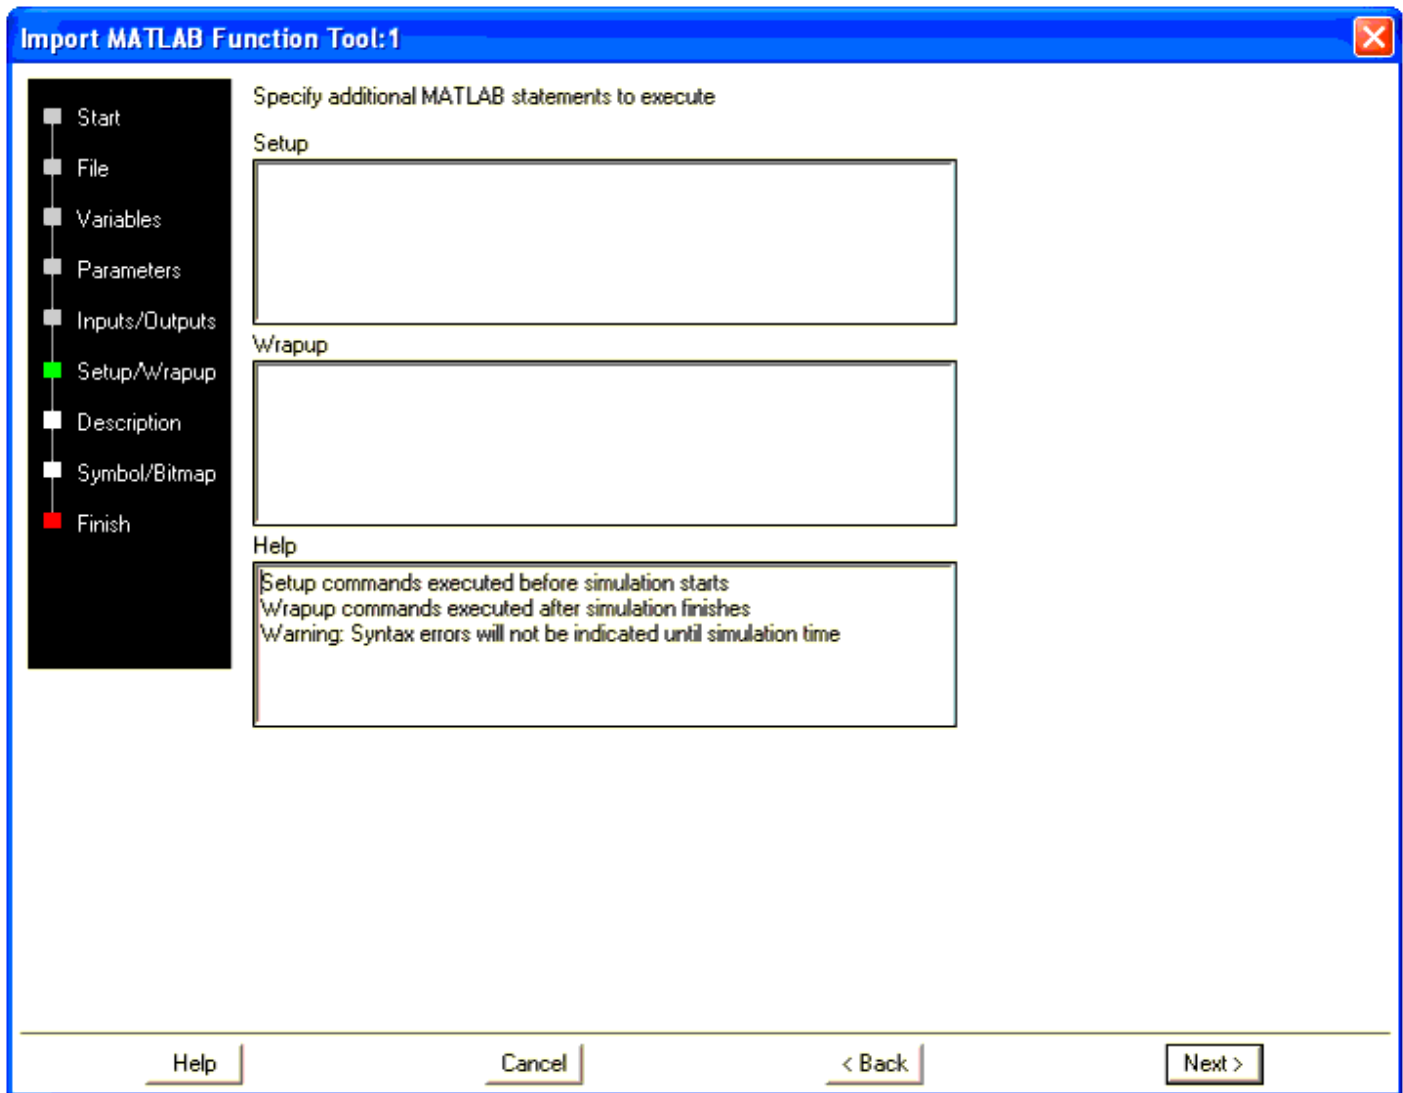 Import MATLAB Function Tool:1
Start
File
Variables
Parameters
Inputs/Outputs
Setup/Wrapup
Description
Symbol/Bitmap
Finish
Specify additional MATLAB statements to execute
Setup
Wrapup
Help
Setup commands executed before simulation starts
Wrapup commands executed after simulation finishes
Warning: Syntax errors will not be indicated until simulation time
Help
Cancel
< Back
Next >